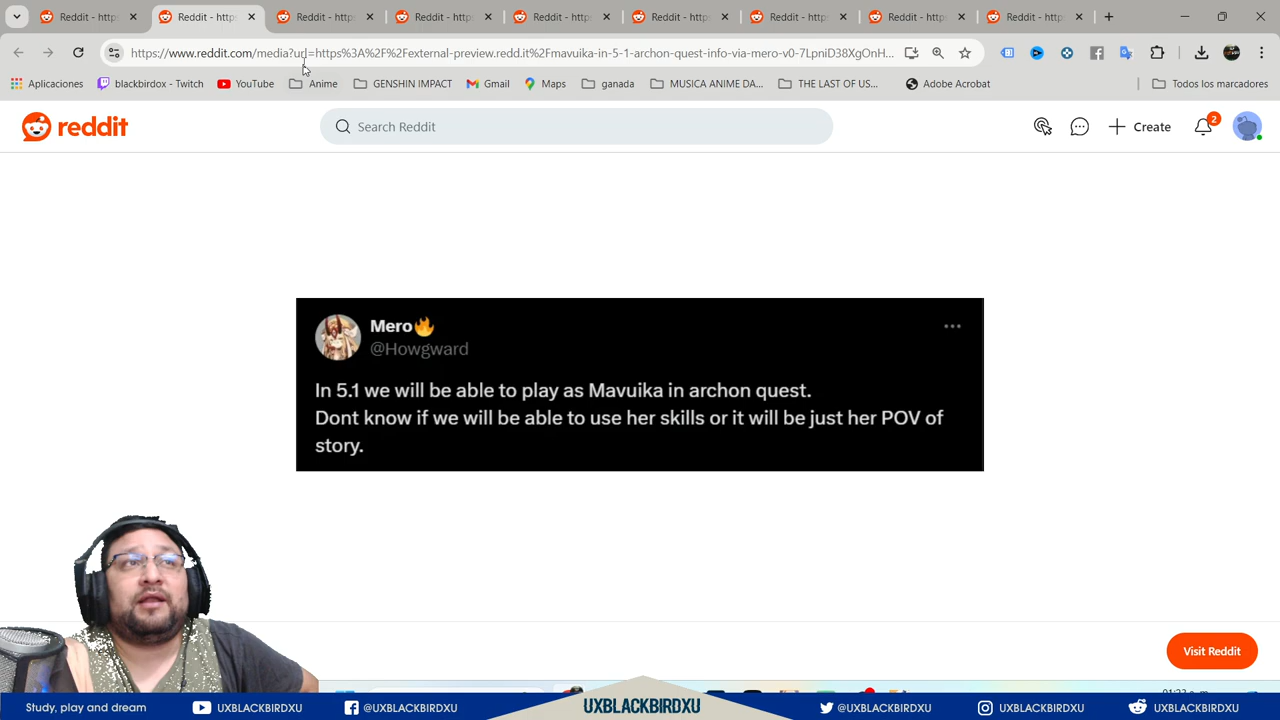 Reddit - http
Reddit - http
Reddit - http
Reddit - http
Reddit - http
Reddit - http
Reddit - http
Reddit - http
Reddit - http
https://www.reddit.com/media?url=https%3A%2F%2Fexternal-preview.redd.it%2Fmavuika-in-5-1-archon-quest-info-via-mero-v0-7LpniD38XgOnH...
Aplicaciones
blackbirdox - Twitch
YouTube
Anime
GENSHIN IMPACT
Gmail
Maps
ganada
MUSICA ANIME DA...
THE LAST OF US...
Adobe Acrobat
Todos los marcadores
reddit
Search Reddit
Create
2
Mero🔥
@Howgward
In 5.1 we will be able to play as Mavuika in archon quest.
Dont know if we will be able to use her skills or it will be just her POV of
story.
Visit Reddit
Study, play and dream
UXBLACKBIRDXU
@UXBLACKBIRDXU
UXBLACKBIRDXU
@UXBLACKBIRDXU
UXBLACKBIRDXU
UXBLACKBIRDXU